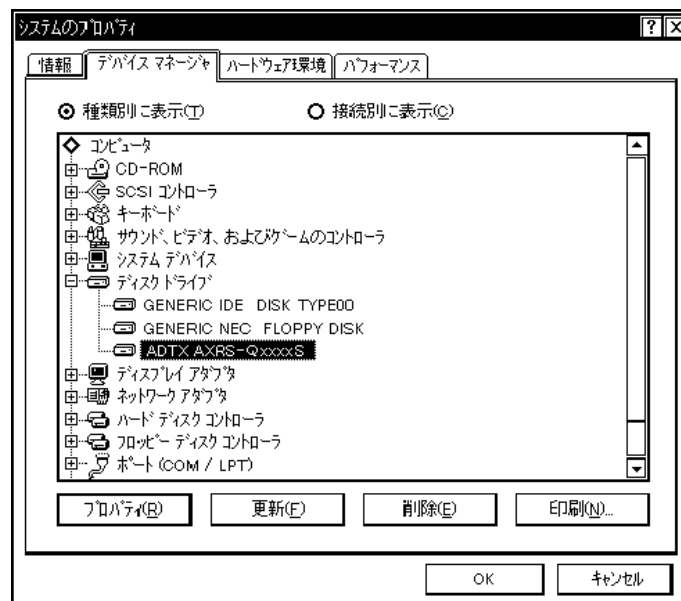 システムのプロパティ
情報 デバイス マネージャ ハードウェア環境 パフォーマンス
種類別に表示(T) 接続別に表示(C)
コンピュータ
CD-ROM
SCSI コントローラ
キーボード
サウンド、ビデオ、およびゲームのコントローラ
システム デバイス
ディスク ドライブ
GENERIC IDE DISK TYPE00
GENERIC NEC FLOPPY DISK
ADTX AXRS-QxxxxS
ディスプレイ アダプタ
ネットワーク アダプタ
ハード ディスク コントローラ
フロッピー ディスク コントローラ
ポート (COM / LPT)
プロパティ(R) 更新(F) 削除(E) 印刷(N)...
OK キャンセル